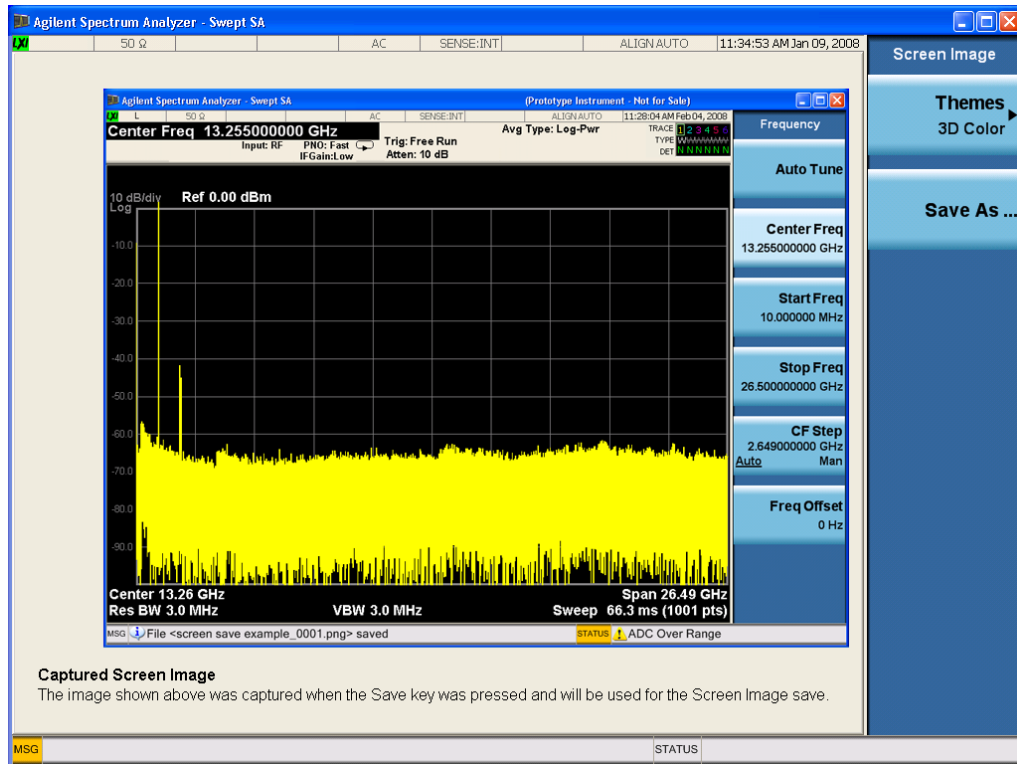 Agilent Spectrum Analyzer - Swept SA
LXI 50 Ω AC SENSE:INT ALIGN AUTO 11:34:53 AM Jan 09, 2008
Screen Image
Themes
3D Color
Save As ...
Agilent Spectrum Analyzer - Swept SA (Prototype Instrument - Not for Sale)
LXI L 50 Ω AC SENSE:INT ALIGN AUTO 11:28:04 AM Feb 04, 2008
Center Freq 13.255000000 GHz
Input: RF PNO: Fast
IFGain:Low
Trig: Free Run
Atten: 10 dB
Avg Type: Log-Pwr
TRACE 1 2 3 4 5 6
TYPE WWWWWWW
DET N N N N N N
Frequency
Auto Tune
Center Freq
13.255000000 GHz
Start Freq
10.000000 MHz
Stop Freq
26.500000000 GHz
CF Step
2.649000000 GHz
Auto Man
Freq Offset
0 Hz
10 dB/div Ref 0.00 dBm
Log
-10.0
-20.0
-30.0
-40.0
-50.0
-60.0
-70.0
-80.0
-90.0
Center 13.26 GHz Span 26.49 GHz
Res BW 3.0 MHz VBW 3.0 MHz Sweep 66.3 ms (1001 pts)
MSG File <screen save example_0001.png> saved STATUS ADC Over Range
Captured Screen Image
The image shown above was captured when the Save key was pressed and will be used for the Screen Image save.
MSG STATUS